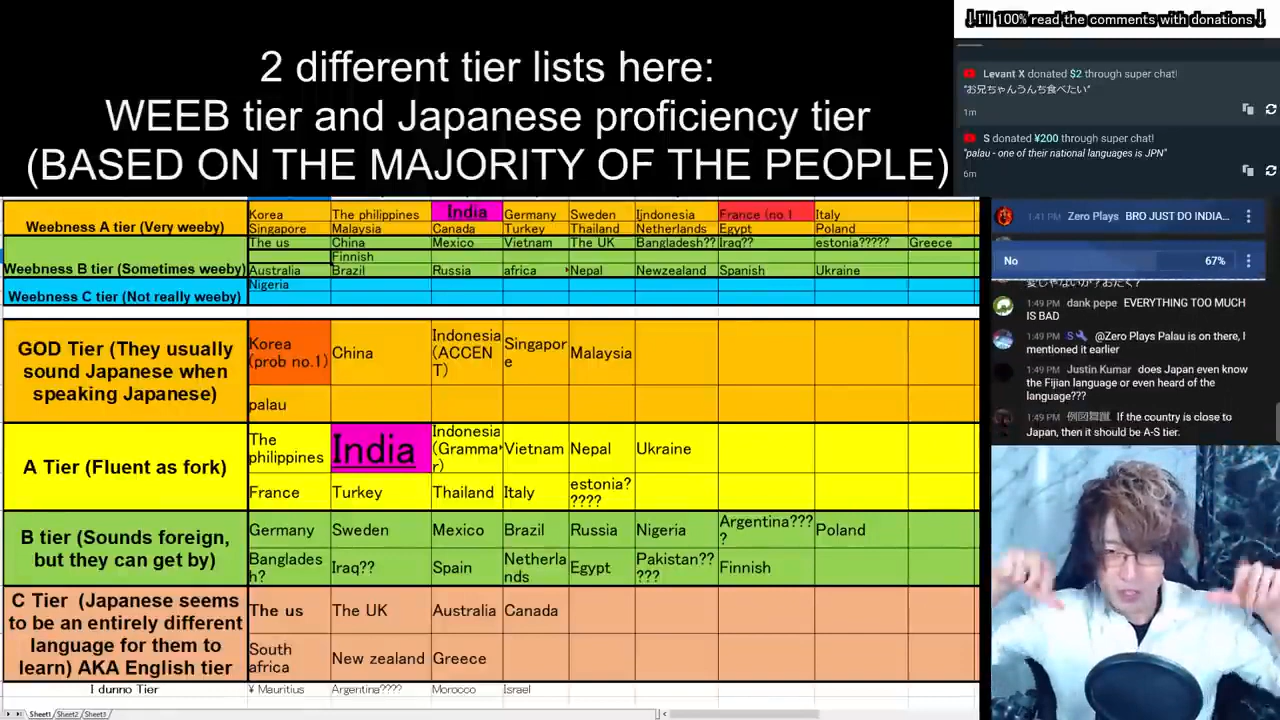 2 different tier lists here:
WEEB tier and Japanese proficiency tier
(BASED ON THE MAJORITY OF THE PEOPLE)
↓I'll 100% read the comments with donations↓
Levant X donated $2 through super chat!
"お兄ちゃんうんち食べたい"
1m
S donated ¥200 through super chat!
"palau - one of their national languages is JPN"
6m
1:41 PM Zero Plays BRO JUST DO INDIA...
No 67%
1:49 PM dank pepe EVERYTHING TOO MUCH
IS BAD
1:49 PM S @Zero Plays Palau is on there, I
mentioned it earlier
1:49 PM Justin Kumar does Japan even know
the Fijian language or even heard of the
language???
1:49 PM If the country is close to
Japan, then it should be A-S tier.
Weebness A tier (Very weeby)
Korea The philippines India Germany Sweden Ijndonesia France (no.1 Italy
Singapore Malaysia Canada Turkey Thailand Netherlands Egypt Poland
Weebness B tier (Sometimes weeby)
The us China Mexico Vietnam The UK Bangladesh?? Iraq?? estonia????? Greece
Finnish
Australia Brazil Russia africa Nepal Newzealand Spanish Ukraine
Weebness C tier (Not really weeby)
Nigeria
GOD Tier (They usually
sound Japanese when
speaking Japanese)
Korea
(prob no.1)
China
Indonesia
(ACCEN
T)
Singapor
e
Malaysia
palau
A Tier (Fluent as fork)
The
philippines
India
Indonesia
(Gramma
r)
Vietnam
Nepal
Ukraine
France
Turkey
Thailand
Italy
estonia?
????
B tier (Sounds foreign,
but they can get by)
Germany
Sweden
Mexico
Brazil
Russia
Nigeria
Argentina???
?
Poland
Banglades
h?
Iraq??
Spain
Netherla
nds
Egypt
Pakistan??
???
Finnish
C Tier (Japanese seems
to be an entirely different
language for them to
learn) AKA English tier
The us
The UK
Australia
Canada
South
africa
New zealand
Greece
I dunno Tier
¥ Mauritius
Argentina????
Morocco
Israel
Sheet1 Sheet2 Sheet3